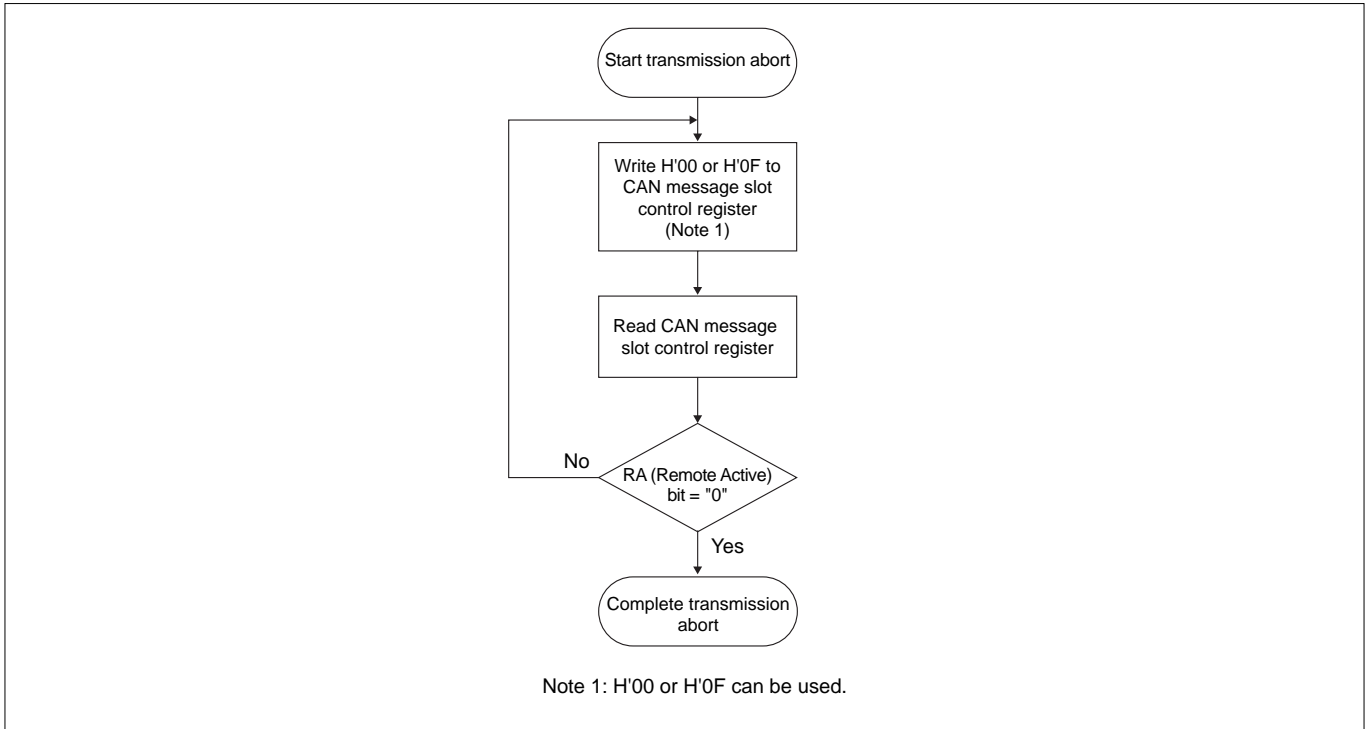 Start transmission abort
Write H'00 or H'0F to
CAN message slot
control register
(Note 1)
Read CAN message
slot control register
No
RA (Remote Active)
bit = "0"
Yes
Complete transmission
abort
Note 1: H'00 or H'0F can be used.